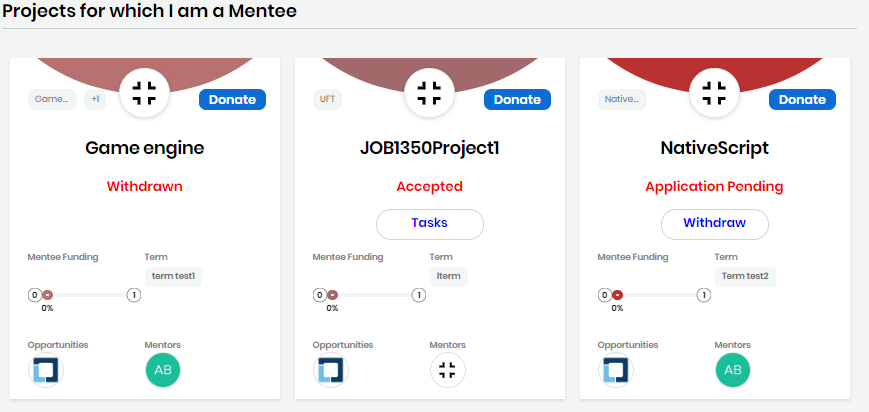 Projects for which I am a Mentee
Game... +1 Donate
Game engine
Withdrawn
Mentee Funding Term
term test1
0 1
0%
Opportunities Mentors
AB
UFT Donate
JOB1350Project1
Accepted
Tasks
Mentee Funding Term
0 1
0%
Opportunities Mentors
Native... Donate
NativeScript
Application Pending
Withdraw
Mentee Funding Term
Term test2
0 1
0%
Opportunities Mentors
AB